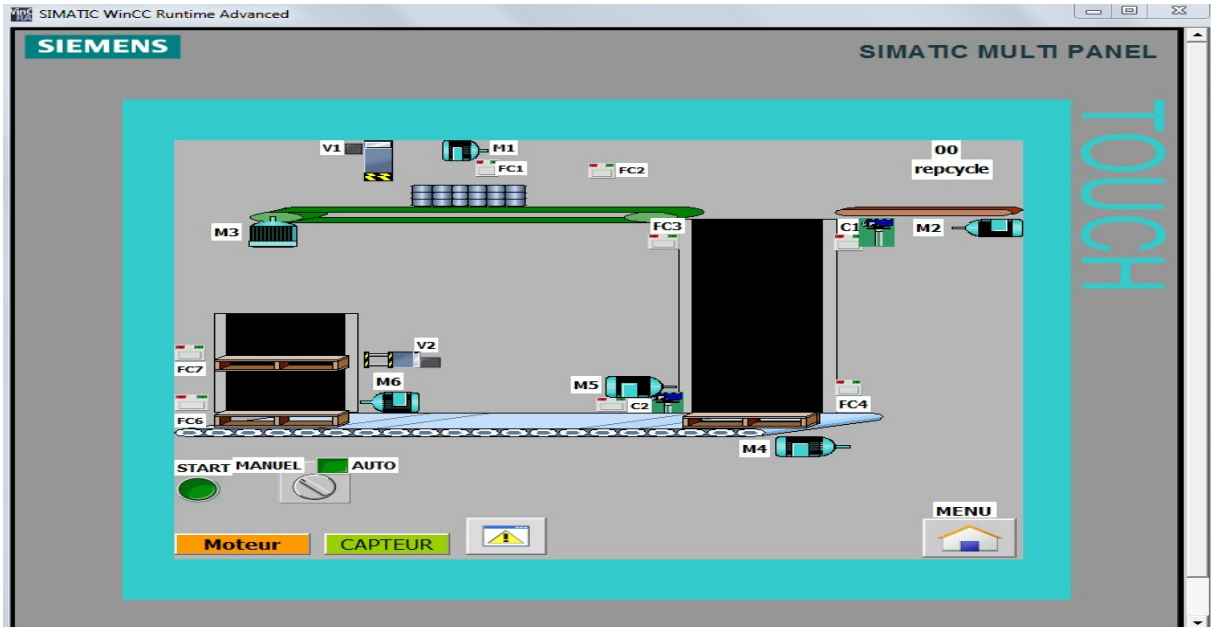 SIMATIC WinCC Runtime Advanced
SIEMENS
SIMATIC MULTI PANEL
TOUCH
V1
M1
FC1
FC2
00
repcycle
M3
FC3
C1
M2
FC7
V2
M6
M5
C2
FC4
FC6
M4
START MANUEL AUTO
MENU
Moteur
CAPTEUR